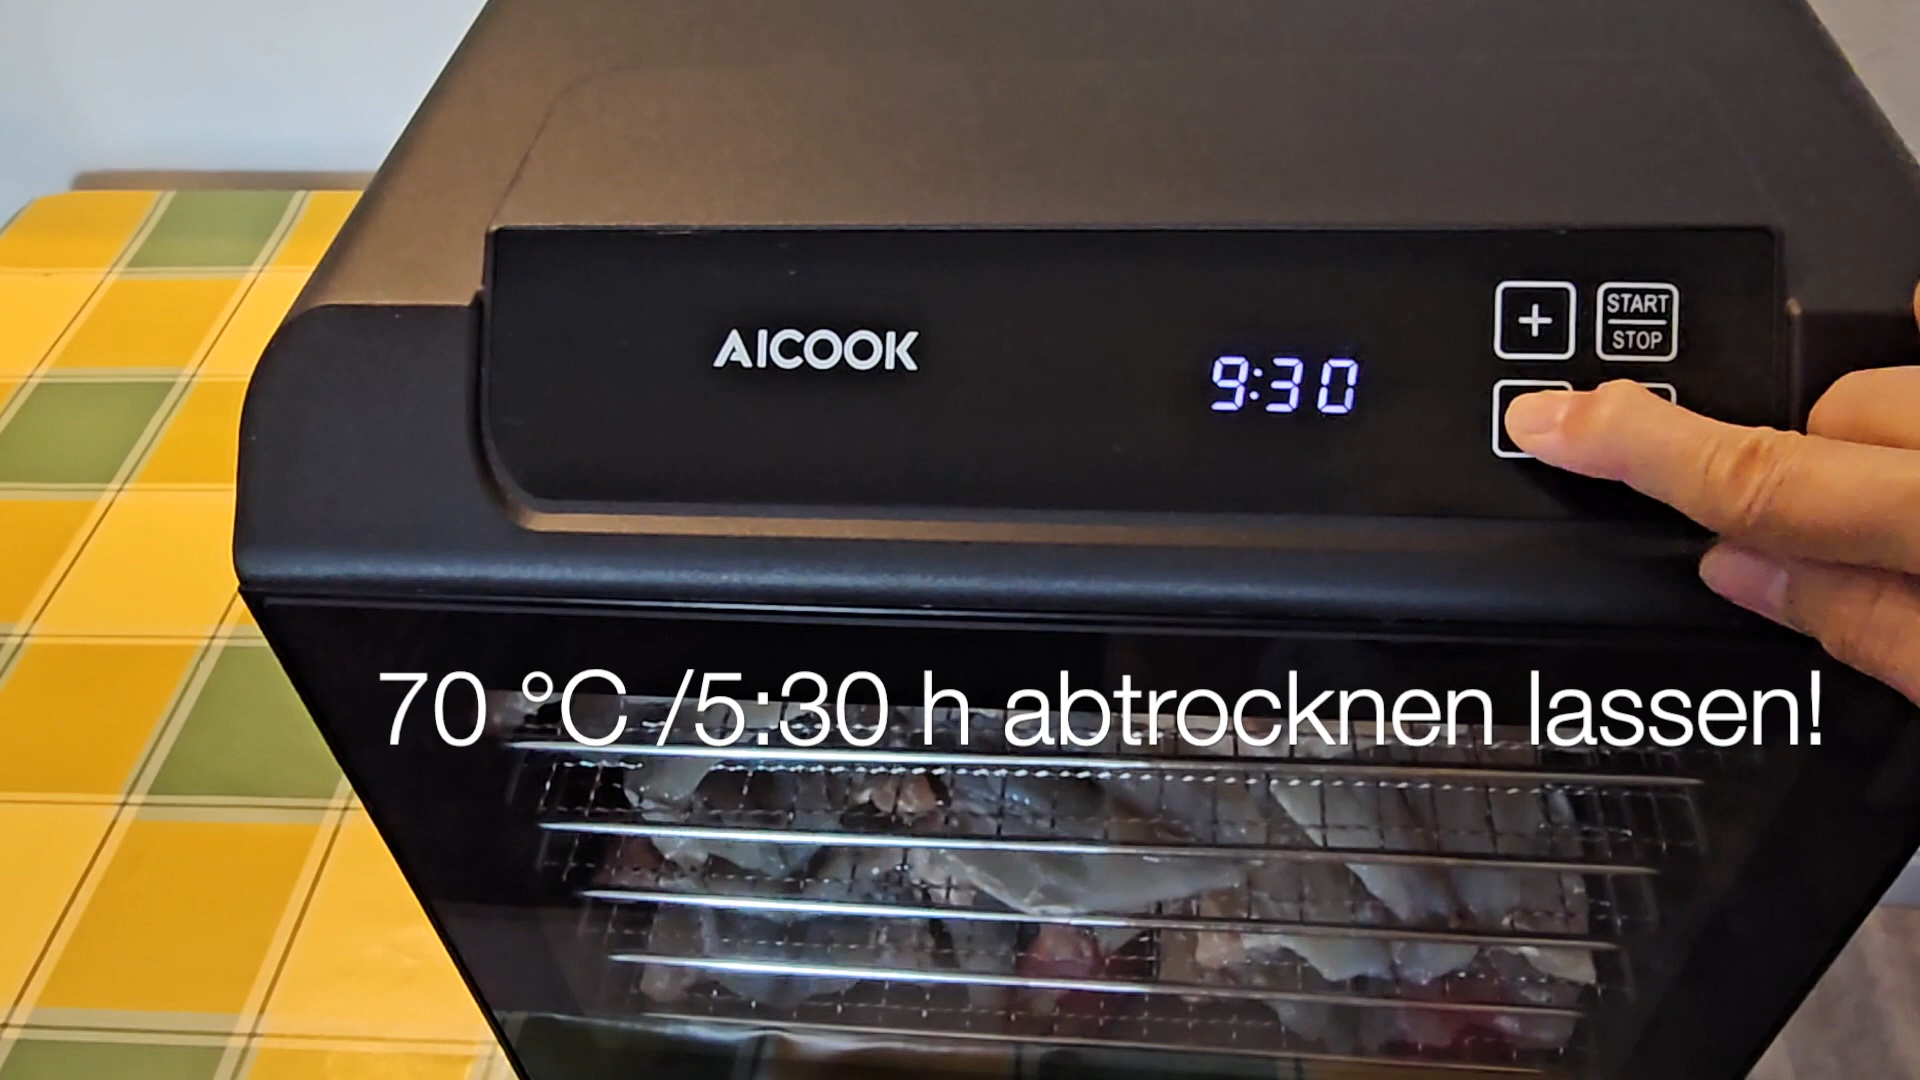 AICOOK
9:30
+
START
STOP
70 °C /5:30 h abtrocknen lassen!